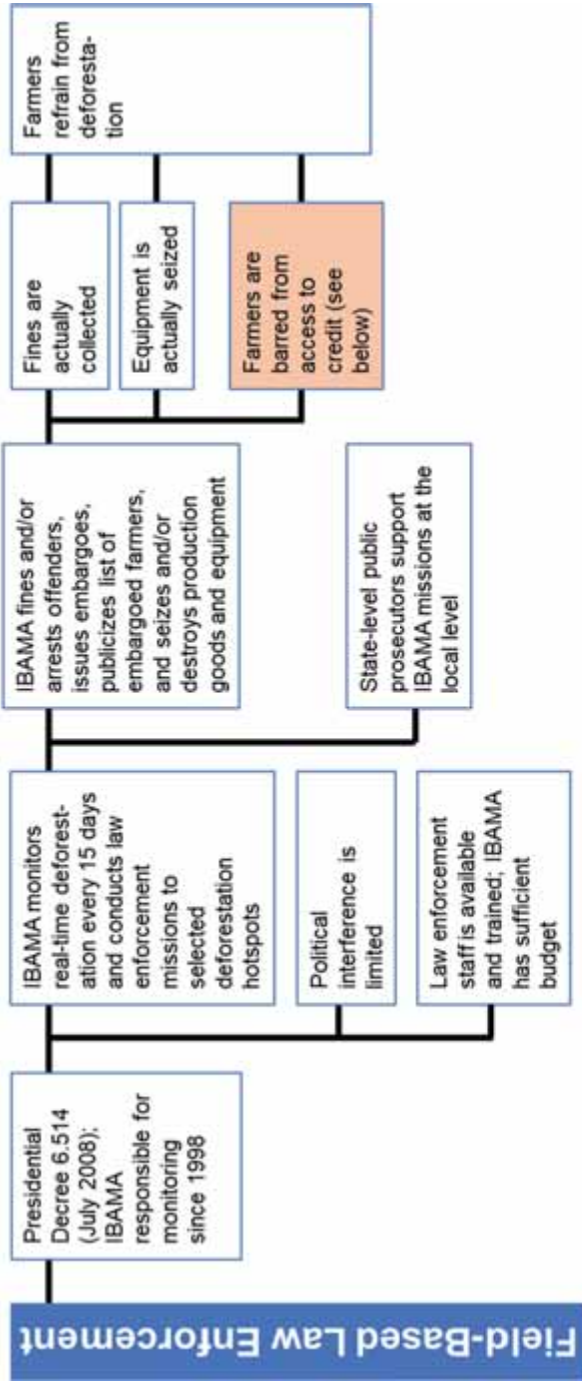 Field-Based Law Enforcement
Presidential
Decree 6.514
(July 2008);
IBAMA
responsible for
monitoring
since 1998
IBAMA monitors
real-time deforest-
ation every 15 days
and conducts law
enforcement
missions to
selected
deforestation
hotspots
Political
interference is
limited
Law enforcement
staff is available
and trained; IBAMA
has sufficient
budget
IBAMA fines and/or
arrests offenders,
issues embargoes,
publicizes list of
embargoed farmers,
and seizes and/or
destroys production
goods and equipment
State-level public
prosecutors support
IBAMA missions at the
local level
Fines are
actually
collected
Equipment is
actually seized
Farmers are
barred from
access to
credit (see
below)
Farmers
refrain from
deforesta-
tion